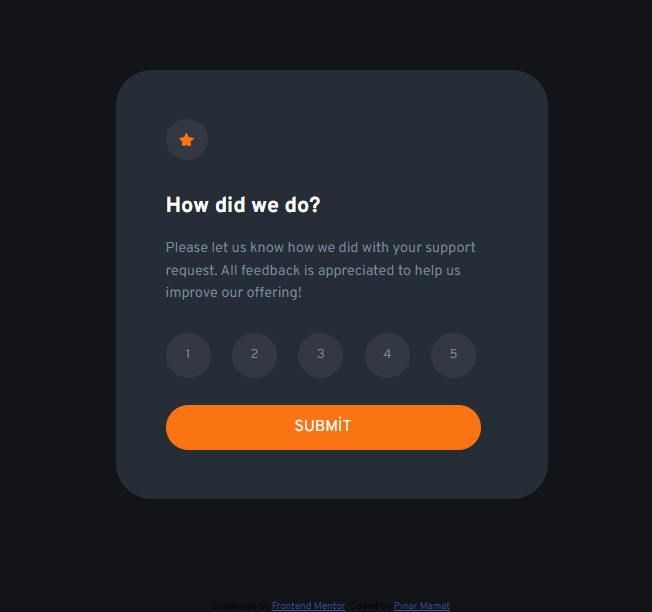 How did we do?
Please let us know how we did with your support
request. All feedback is appreciated to help us
improve our offering!
1 2 3 4 5
SUBMİT
Challenge by Frontend Mentor. Coded by Pınar Mamat